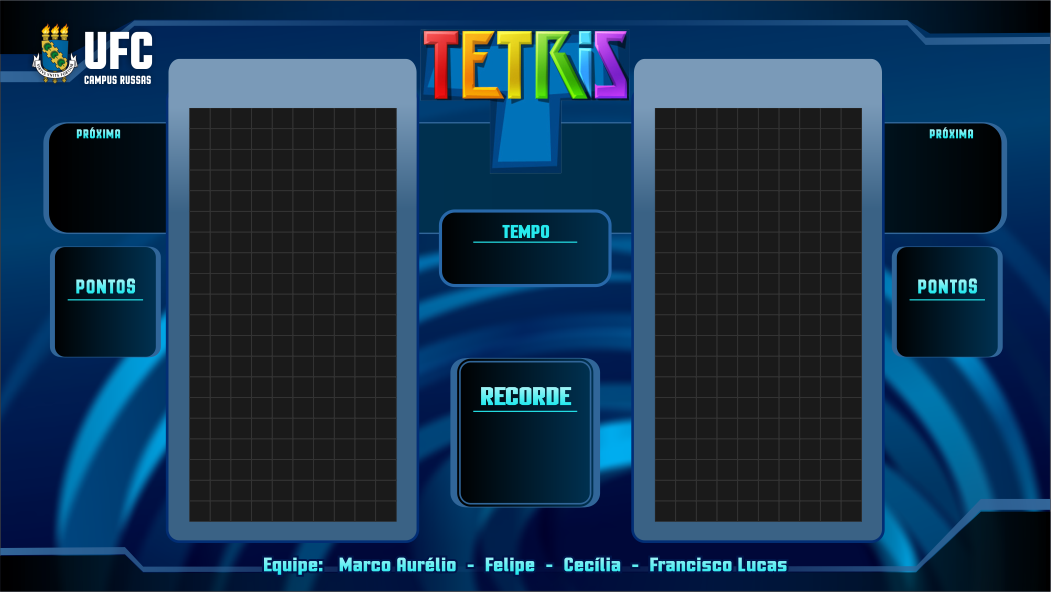 UFC
CAMPUS RUSSAS
TETRiS
PRÓXIMA
PRÓXIMA
TEMPO
PONTOS
PONTOS
RECORDE
Equipe: Marco Aurélio - Felipe - Cecília - Francisco Lucas